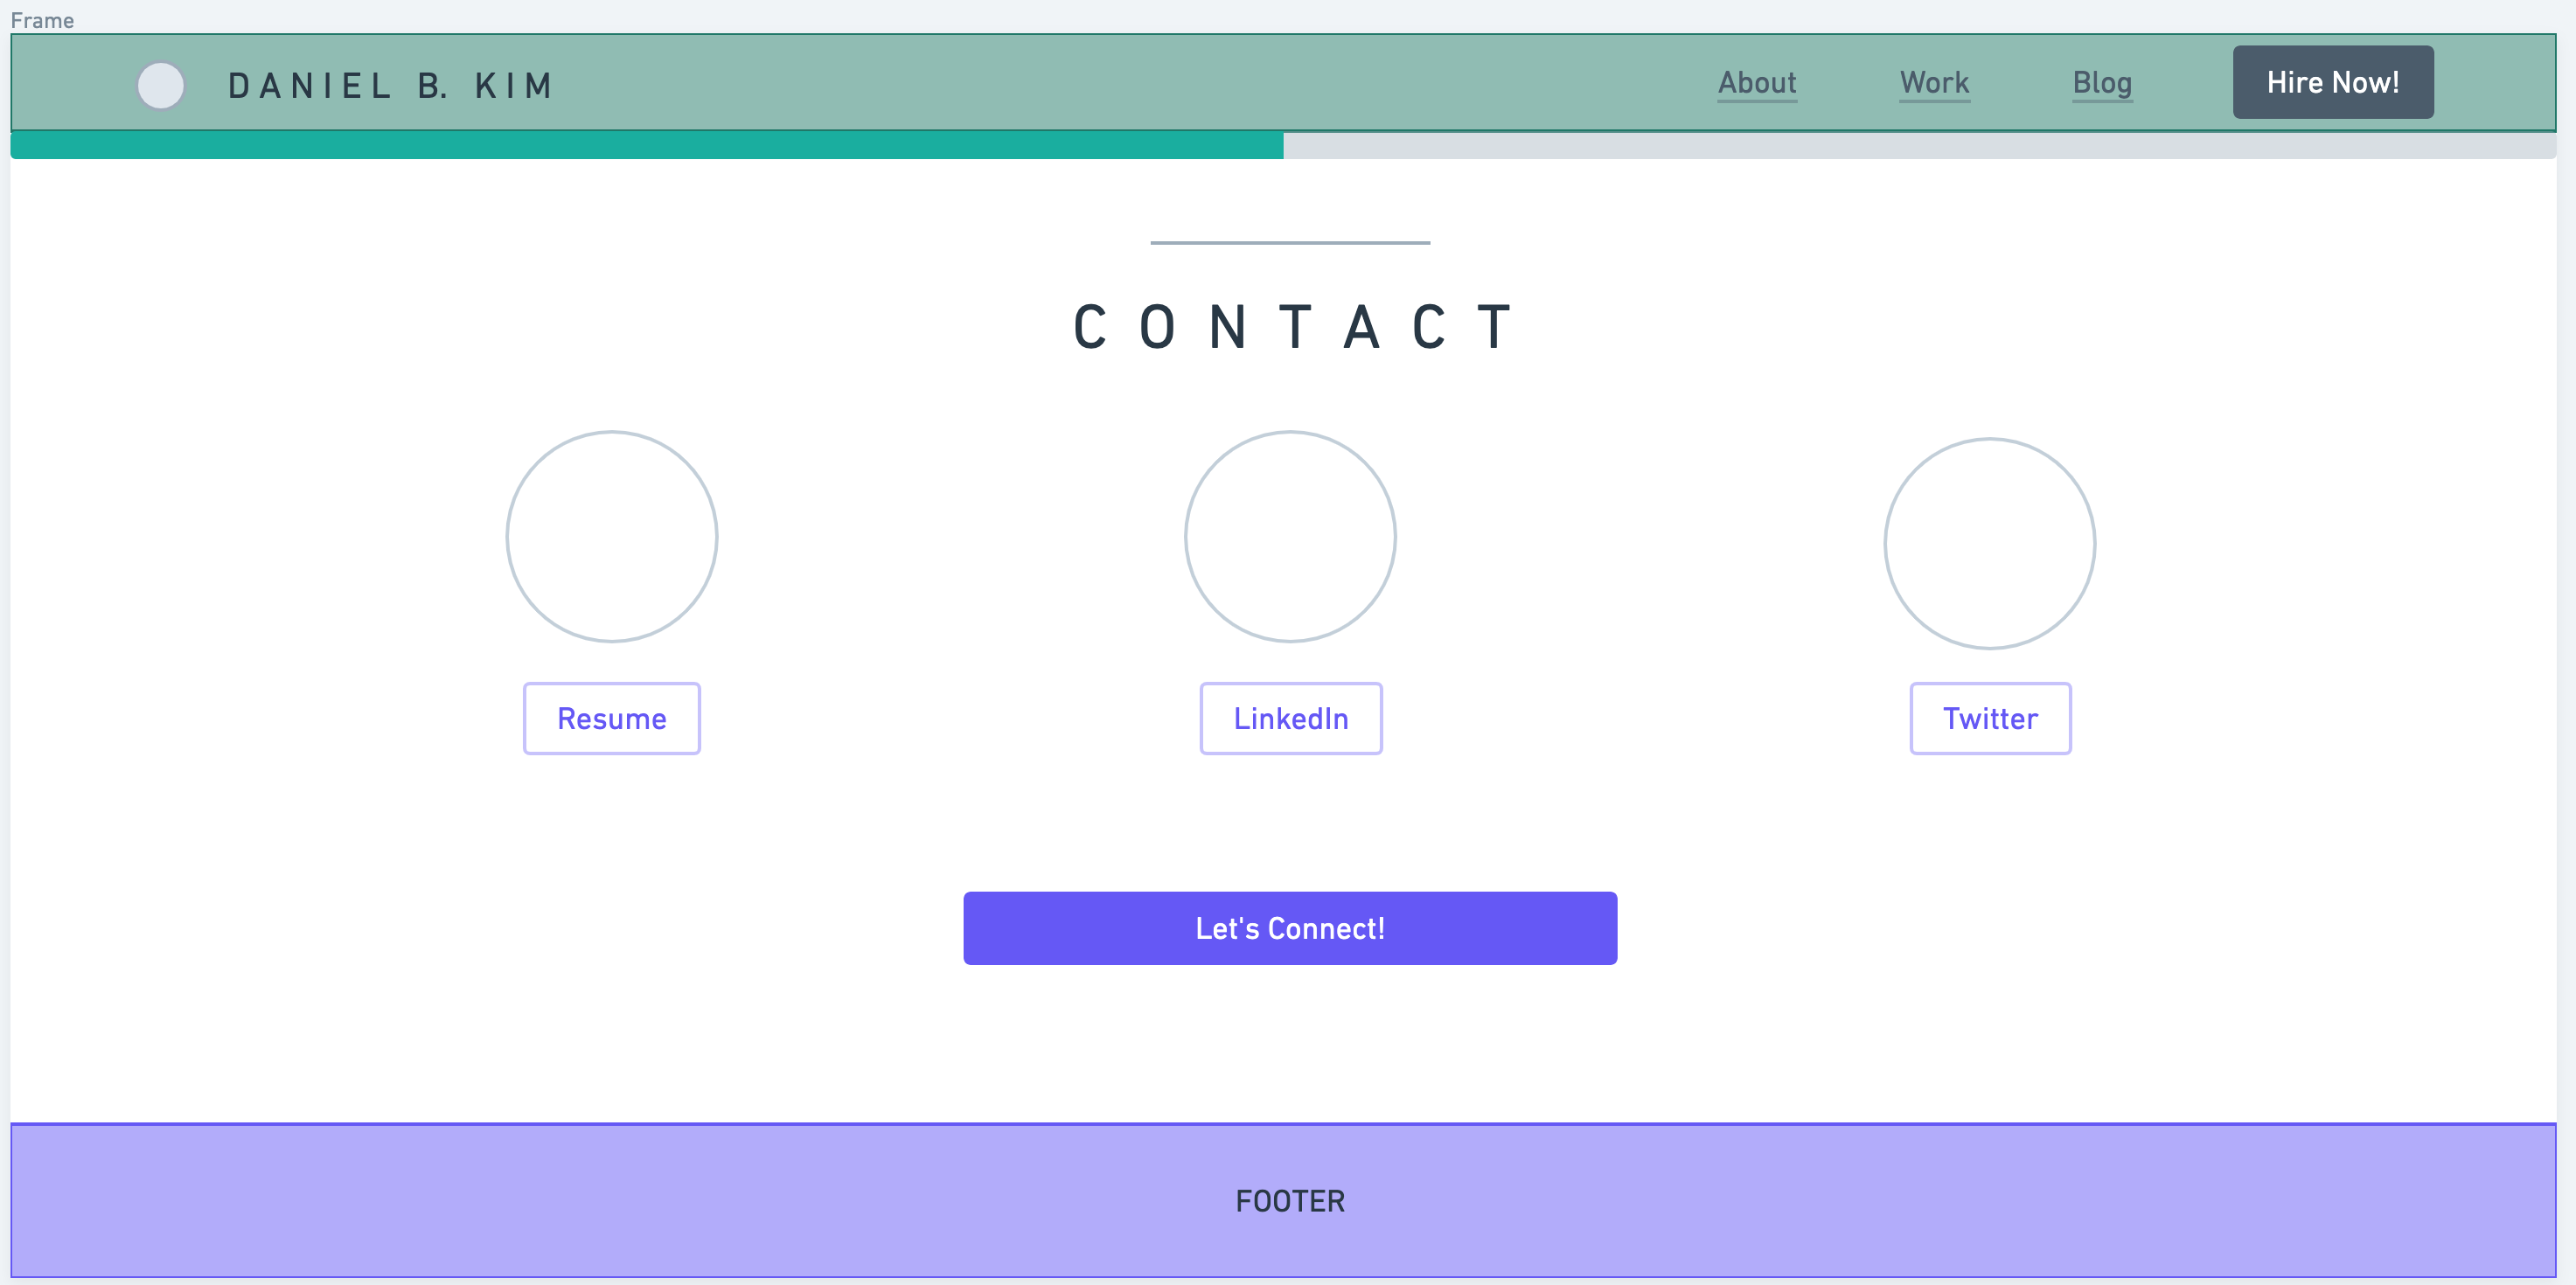 Frame
DANIEL B. KIM
About Work Blog Hire Now!
CONTACT
Resume LinkedIn Twitter
Let's Connect!
FOOTER